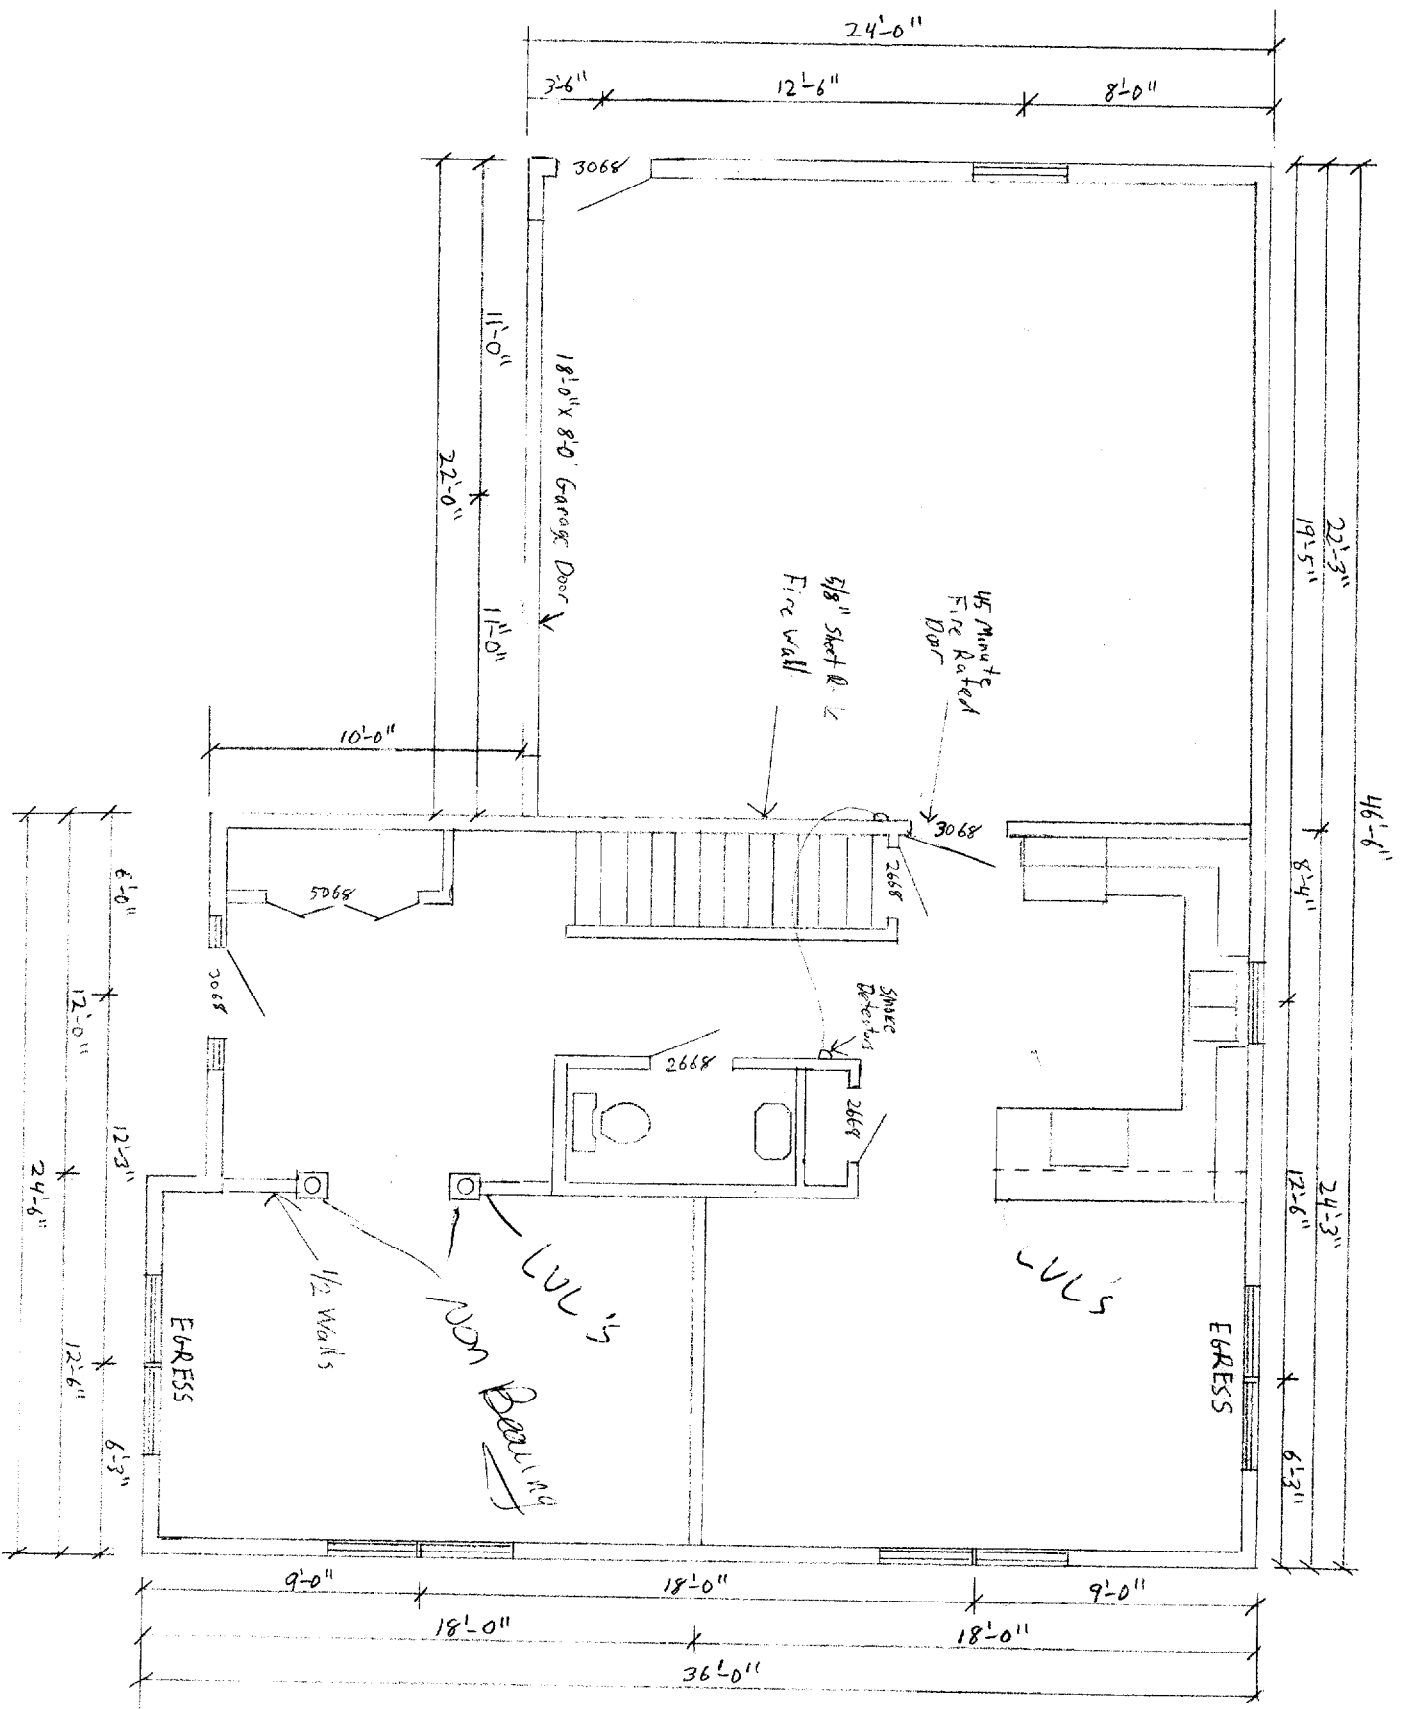 24'-0"
3'-6"
12'-6"
8'-0"
3068
11'-0"
11'-0"
22'-0"
18'-0" X 8'-0' Garage Door
10'-0"
5/8" Sheet
Fire Wall
45 Minute
Fire Rated
Door
3068
2668
19'-5"
22'-3"
46'-6"
8'-4"
12'-6"
24'-3"
6'-3"
5068
3068
Smoke
Detectors
2668
2668
6'-0"
12'-0"
12'-3"
24'-6"
12'-6"
6'-3"
LVL's
LVL's
NON
Bearing
1/2 Walls
EGRESS
EGRESS
9'-0"
18'-0"
9'-0"
18'-0"
18'-0"
36'-0"